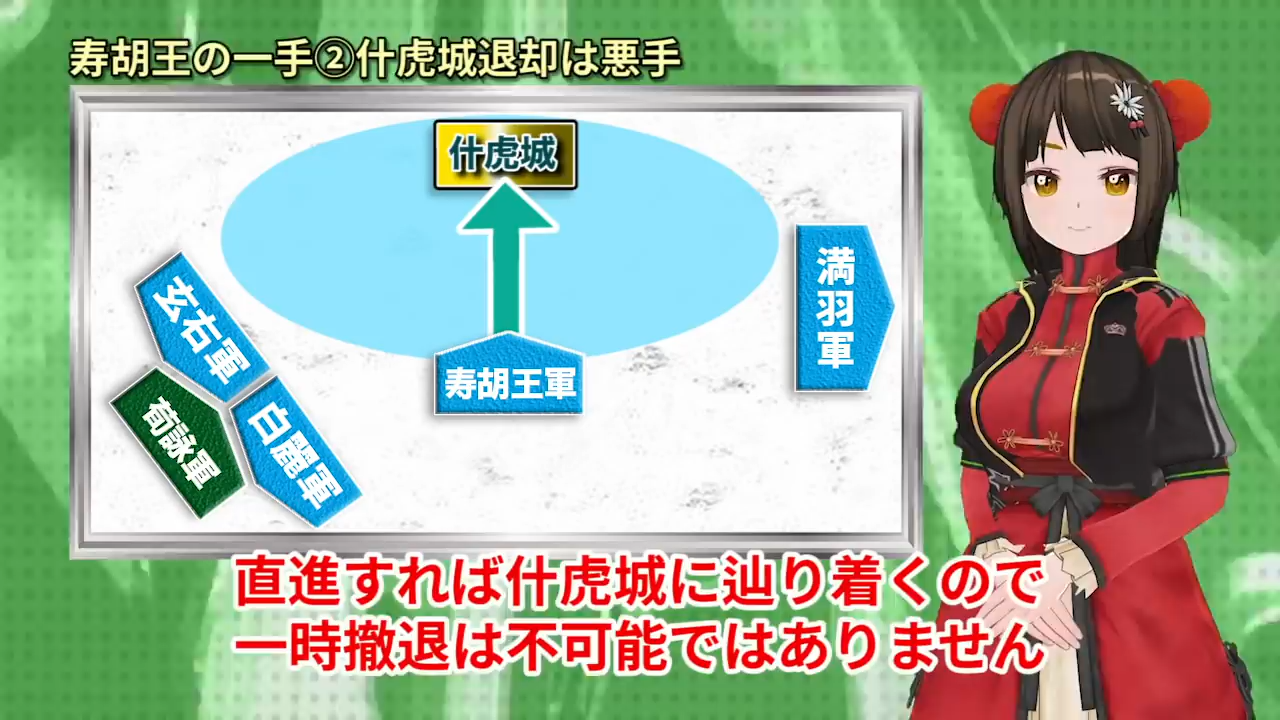 寿胡王の一手②什虎城退却は悪手
什虎城
満羽軍
玄右軍
寿胡王軍
荀詠軍
白麗軍
直進すれば什虎城に辿り着くので
一時撤退は不可能ではありません